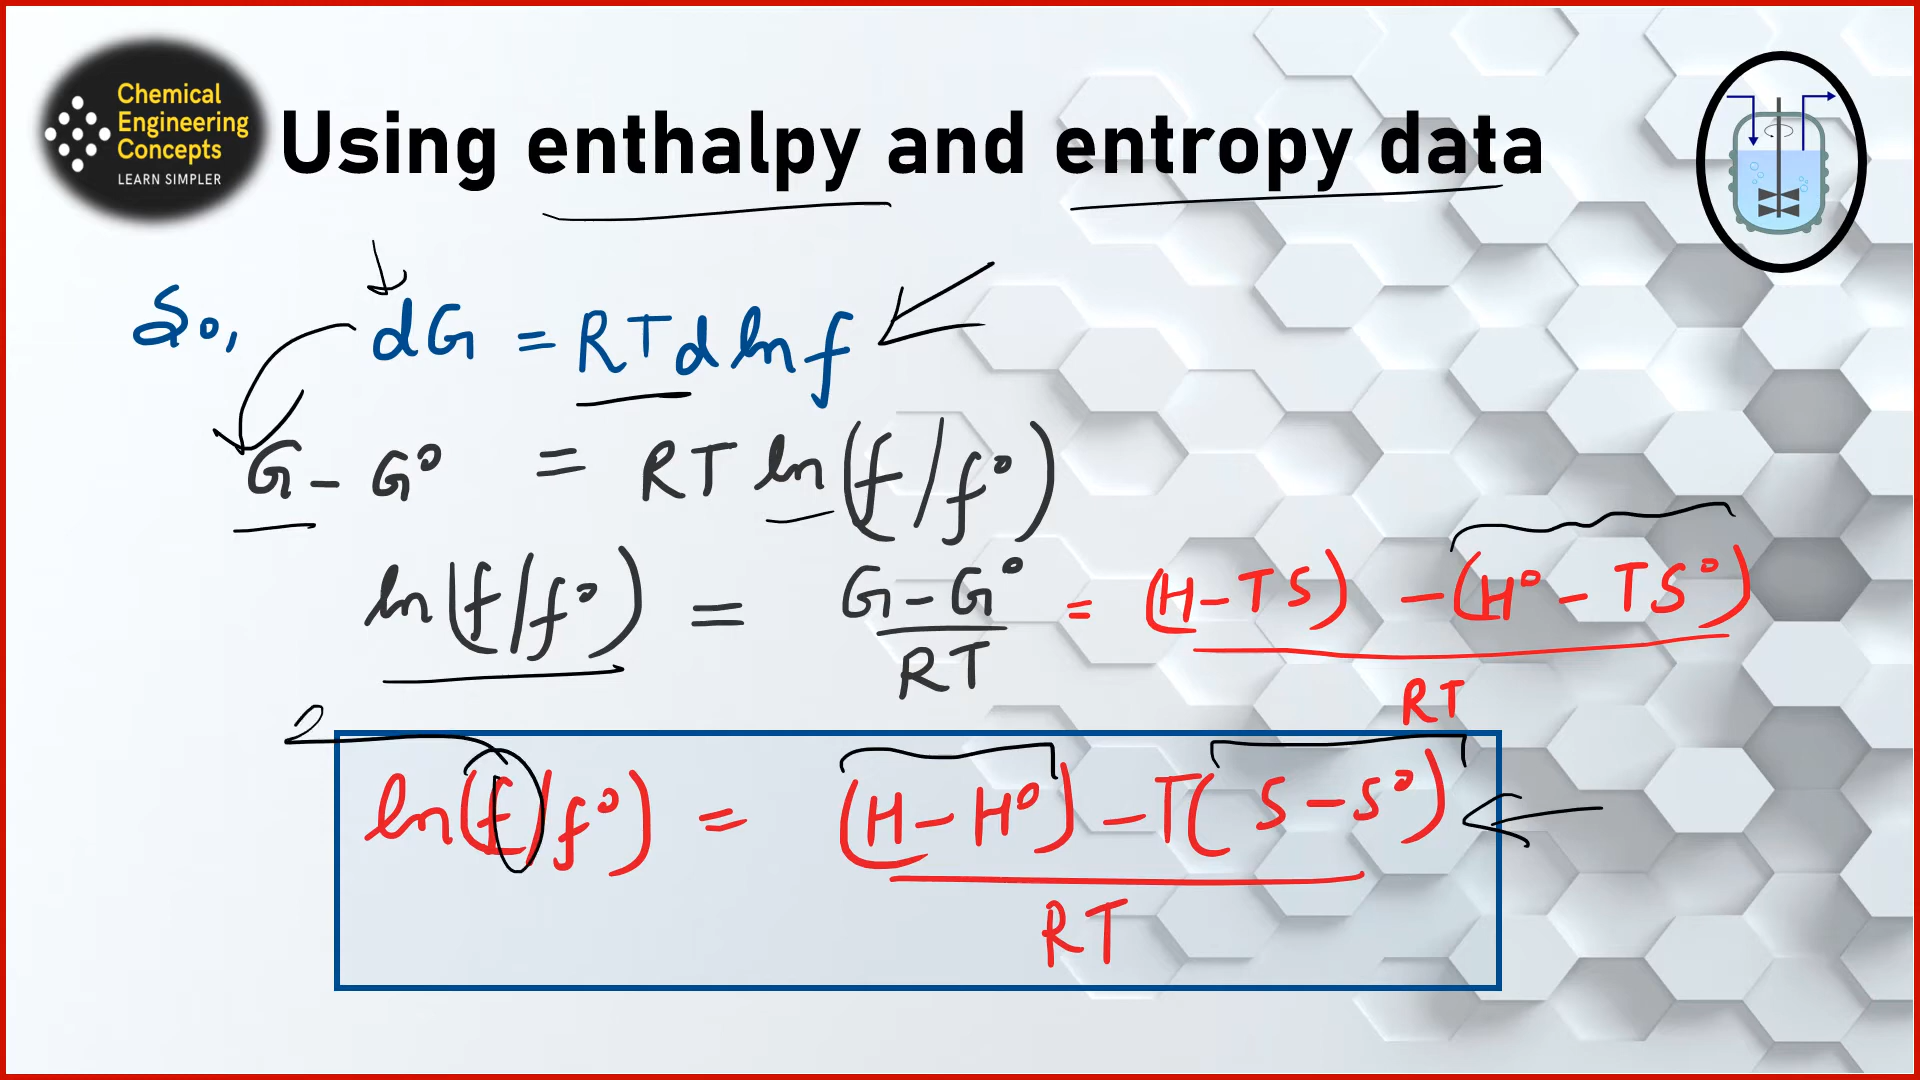 Chemical
Engineering
Concepts
LEARN SIMPLER
Using enthalpy and entropy data
So, dG = RT d ln f
G - G° = RT ln (f/f°)
ln (f/f°) = G - G° / RT = (H - TS) - (H° - TS°) / RT
ln (f/f°) = (H - H°) - T(S - S°) / RT